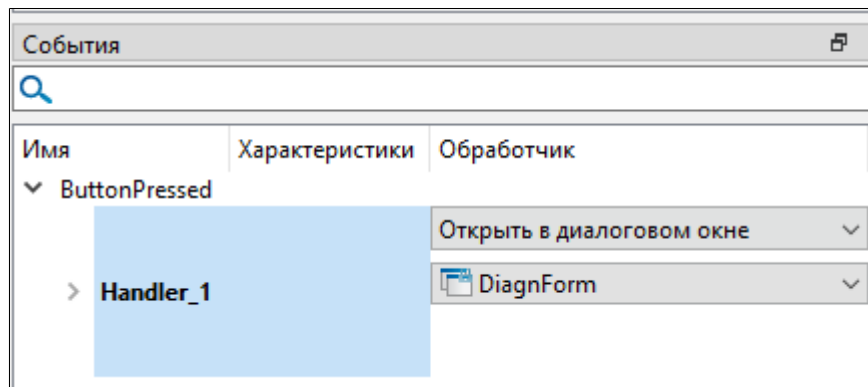 События
Имя Характеристики Обработчик
ButtonPressed
Открыть в диалоговом окне
Handler_1
DiagnForm